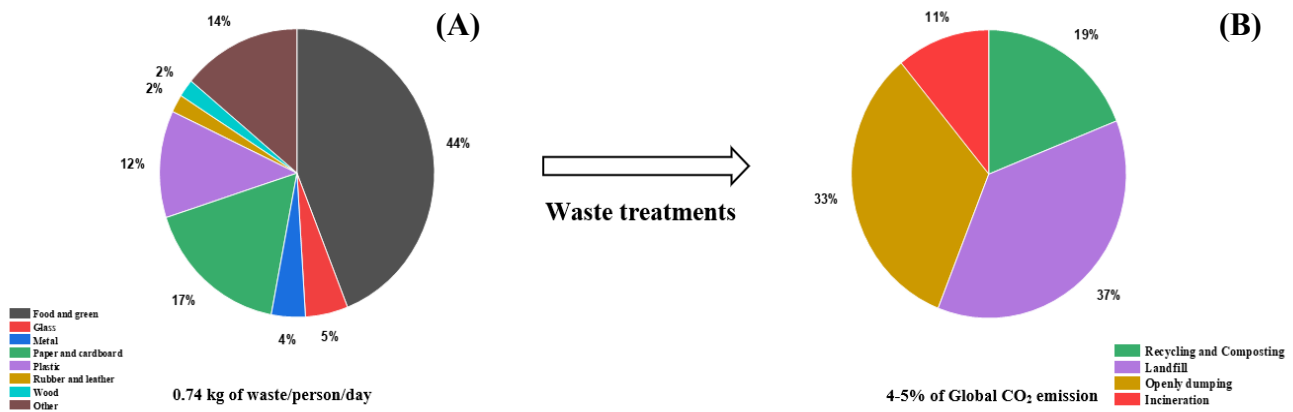 (A)
14%
2%
2%
12%
17%
4%
5%
44%
Food and green
Glass
Metal
Paper and cardboard
Plastic
Rubber and leather
Wood
Other
0.74 kg of waste/person/day
Waste treatments
(B)
11%
19%
33%
37%
Recycling and Composting
Landfill
Openly dumping
Incineration
4-5% of Global CO₂ emission